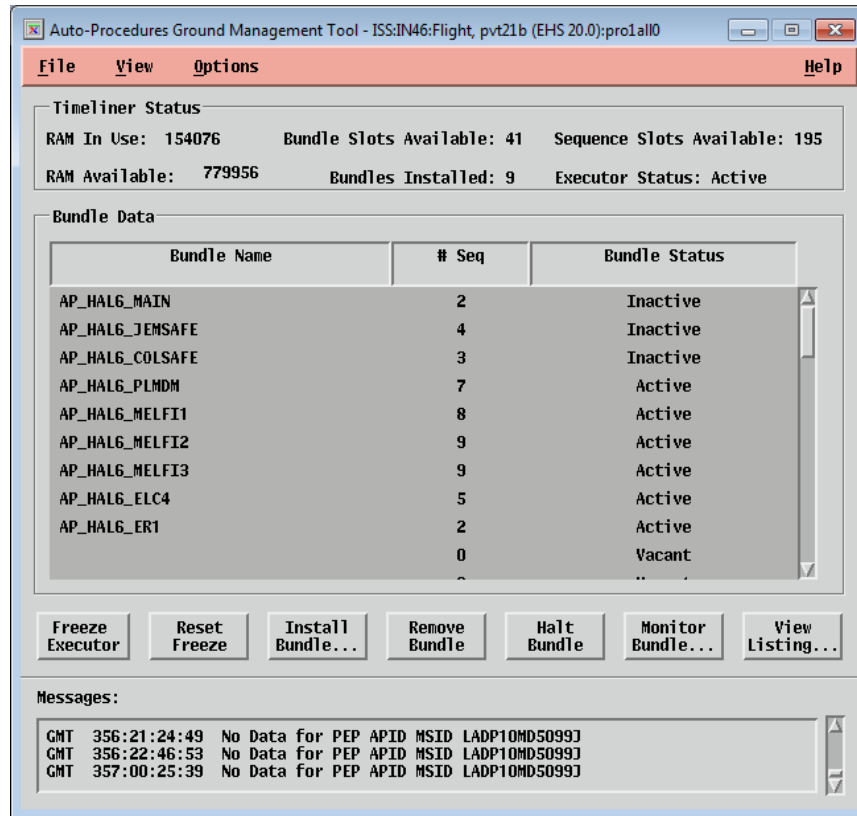 Auto-Procedures Ground Management Tool - ISS:IN46:Flight, pvt21b (EHS 20.0):pro1all0
File View Options Help
Timeliner Status
RAM In Use: 154076 Bundle Slots Available: 41 Sequence Slots Available: 195
RAM Available: 779956 Bundles Installed: 9 Executor Status: Active
Bundle Data
Bundle Name # Seq Bundle Status
AP_HAL6_MAIN 2 Inactive
AP_HAL6_JEMSAFE 4 Inactive
AP_HAL6_COLSAFE 3 Inactive
AP_HAL6_PLMDM 7 Active
AP_HAL6_MELFI1 8 Active
AP_HAL6_MELFI2 9 Active
AP_HAL6_MELFI3 9 Active
AP_HAL6_ELC4 5 Active
AP_HAL6_ER1 2 Active
0 Vacant
Freeze Executor Reset Freeze Install Bundle... Remove Bundle Halt Bundle Monitor Bundle... View Listing...
Messages:
GMT 356:21:24:49 No Data for PEP APID MSID LADP10MD5099J
GMT 356:22:46:53 No Data for PEP APID MSID LADP10MD5099J
GMT 357:00:25:39 No Data for PEP APID MSID LADP10MD5099J